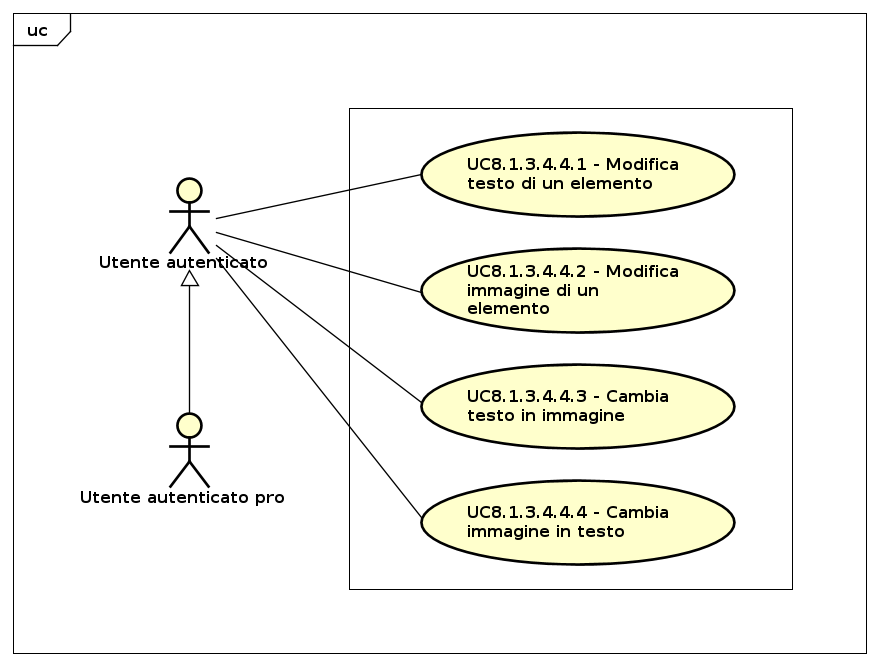 uc
UC8.1.3.4.4.1 - Modifica
testo di un elemento
Utente autenticato
UC8.1.3.4.4.2 - Modifica
immagine di un
elemento
UC8.1.3.4.4.3 - Cambia
testo in immagine
Utente autenticato pro
UC8.1.3.4.4.4 - Cambia
immagine in testo